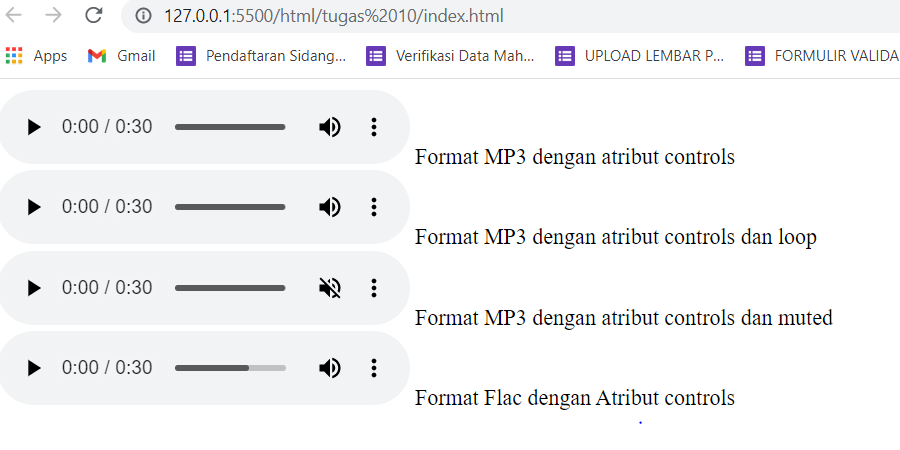 127.0.0.1:5500/html/tugas%2010/index.html
Apps Gmail Pendaftaran Sidang... Verifikasi Data Mah... UPLOAD LEMBAR P... FORMULIR VALIDA
0:00 / 0:30
Format MP3 dengan atribut controls
0:00 / 0:30
Format MP3 dengan atribut controls dan loop
0:00 / 0:30
Format MP3 dengan atribut controls dan muted
0:00 / 0:30
Format Flac dengan Atribut controls